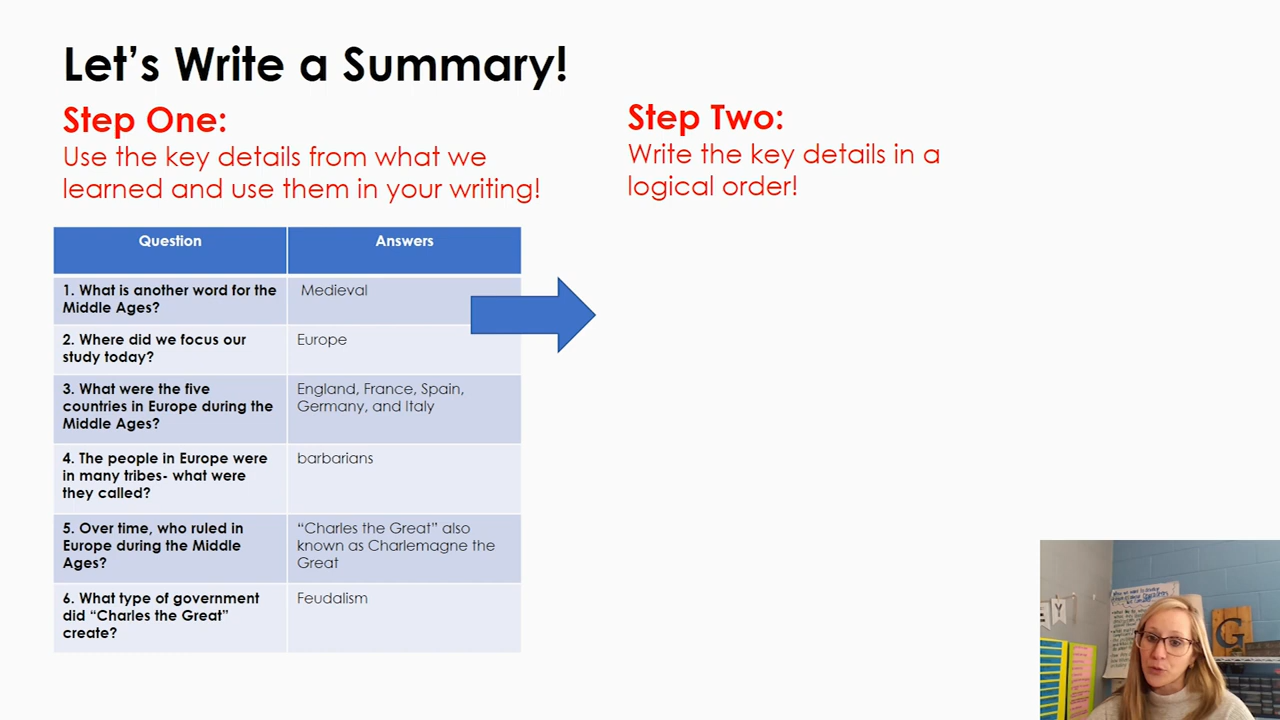 Let's Write a Summary!
Step One:
Use the key details from what we
learned and use them in your writing!
Step Two:
Write the key details in a
logical order!
Question
Answers
1. What is another word for the
Middle Ages?
Medieval
2. Where did we focus our
study today?
Europe
3. What were the five
countries in Europe during the
Middle Ages?
England, France, Spain,
Germany, and Italy
4. The people in Europe were
in many tribes- what were
they called?
barbarians
5. Over time, who ruled in
Europe during the Middle
Ages?
“Charles the Great” also
known as Charlemagne the
Great
6. What type of government
did “Charles the Great”
create?
Feudalism
Y
G